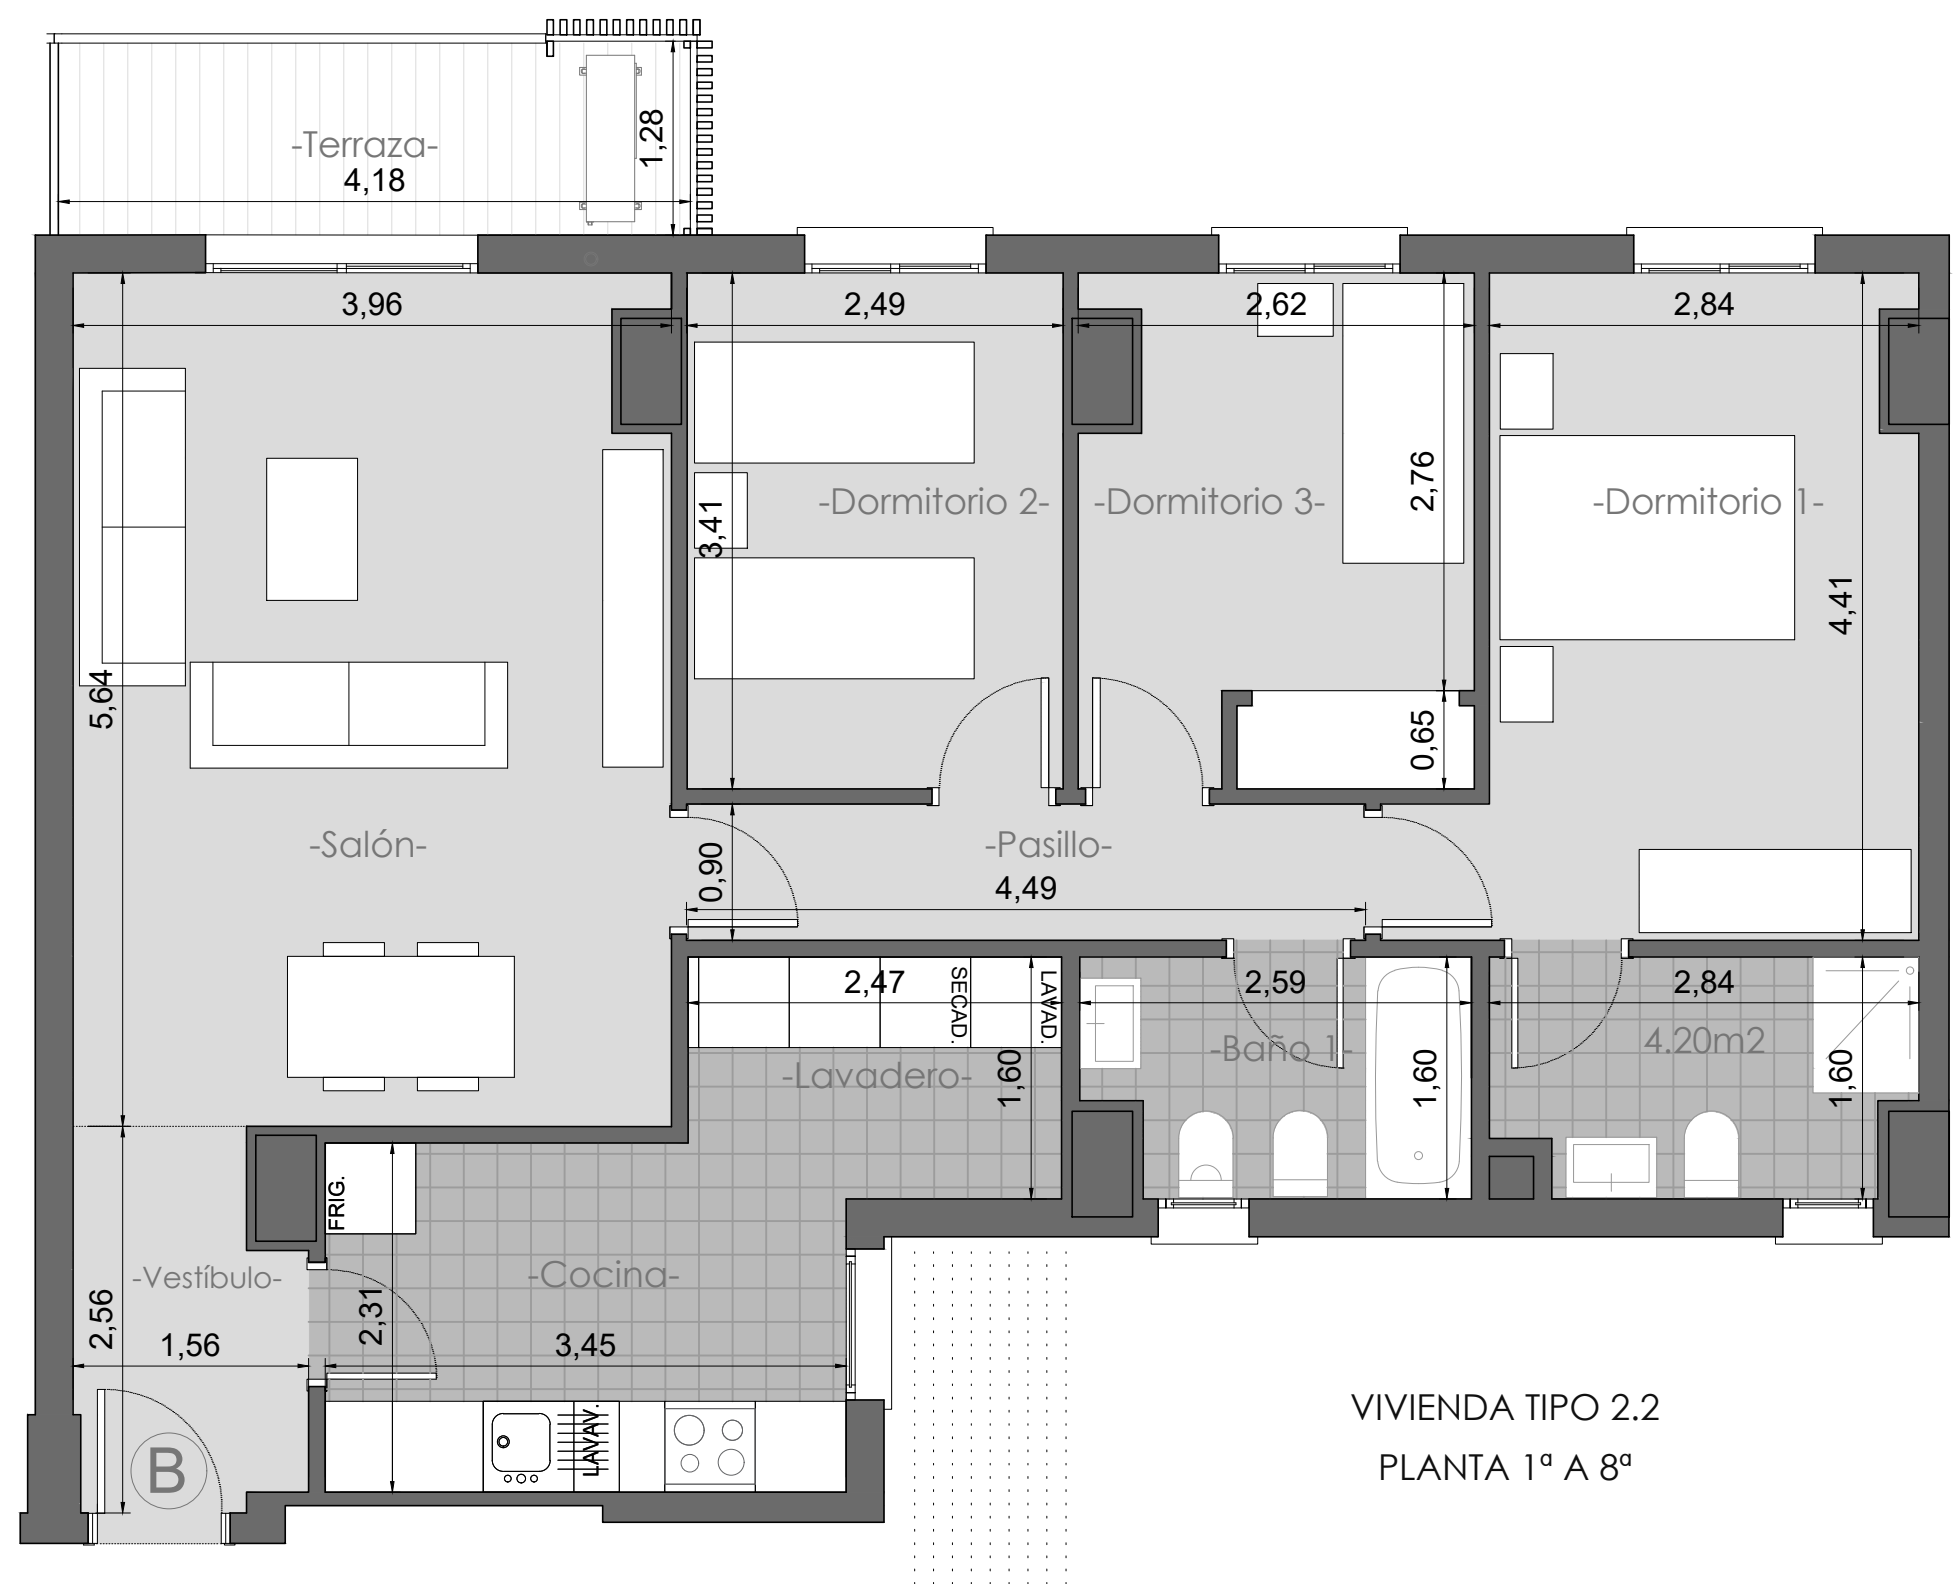 -Terraza-
4,18
1,28
3,96
2,49
2,62
2,84
5,64
3,41
2,76
4,41
-Dormitorio 2-
-Dormitorio 3-
-Dormitorio 1-
0,65
-Salón-
0,90
-Pasillo-
4,49
2,47
SECAD.
LAVAD.
2,59
2,84
-Lavadero-
1,60
-Baño 1-
1,60
4.20m2
1,60
FRIG.
-Vestíbulo-
2,56
1,56
-Cocina-
2,31
3,45
LAVAV.
B
VIVIENDA TIPO 2.2
PLANTA 1ª A 8ª